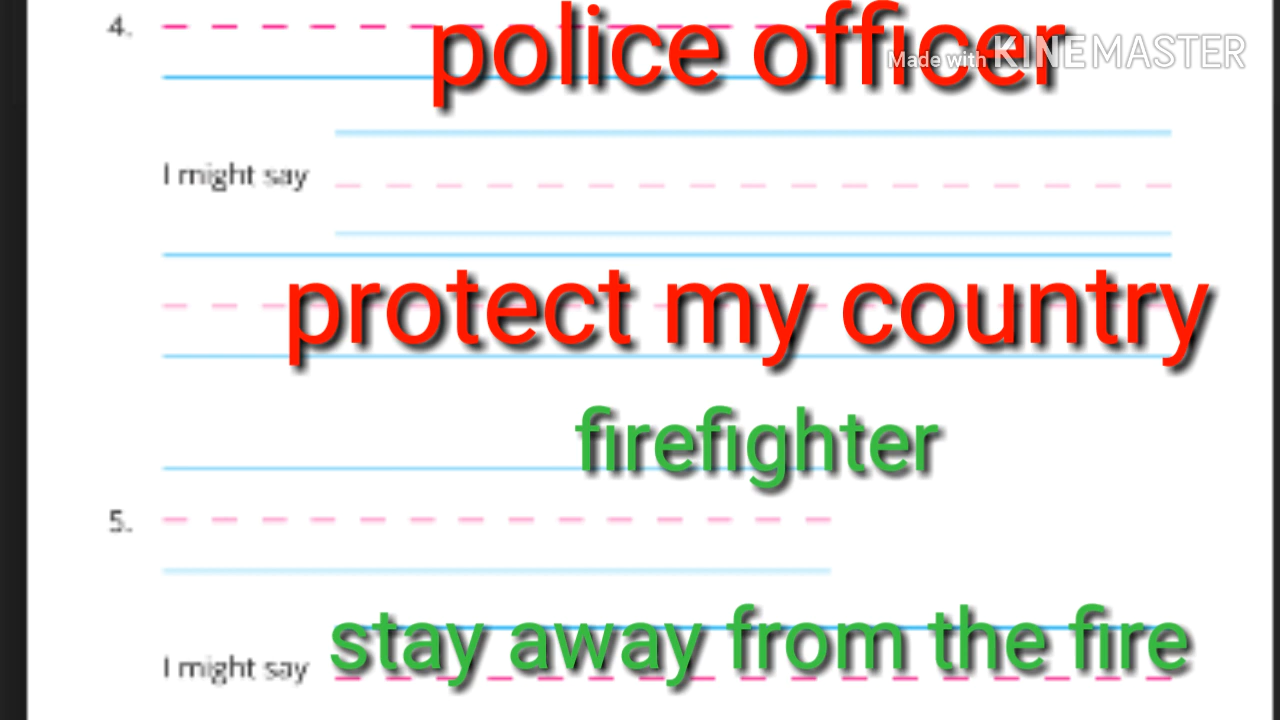 4. police officer
Made with KINEMASTER
I might say
protect my country
firefighter
5.
I might say stay away from the fire